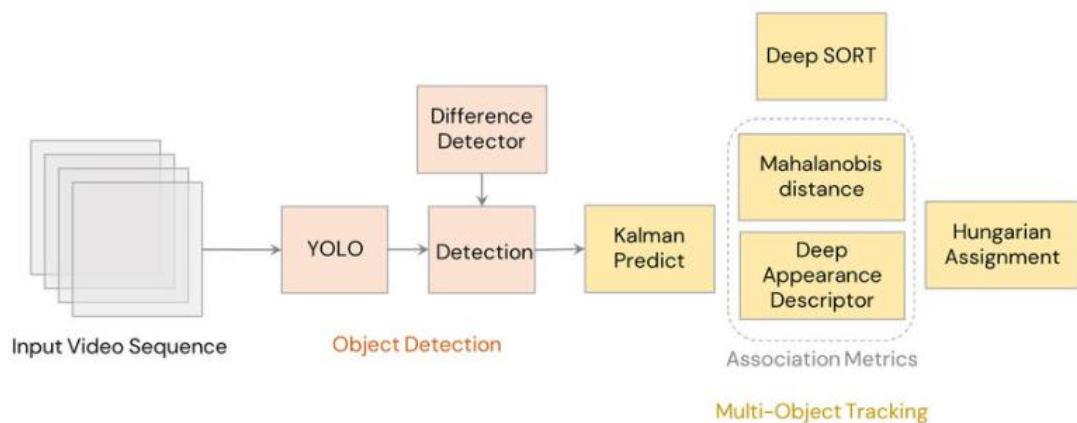 Deep SORT
Difference
Detector
Mahalanobis
distance
YOLO
Detection
Kalman
Predict
Deep
Appearance
Descriptor
Hungarian
Assignment
Input Video Sequence
Object Detection
Association Metrics
Multi-Object Tracking